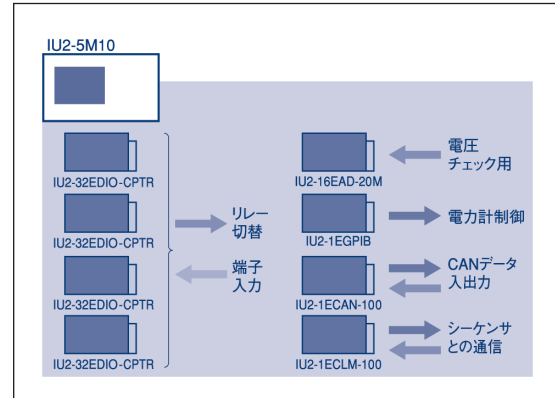 IU2-5M10
IU2-32EDIO-CPTR
IU2-32EDIO-CPTR
IU2-32EDIO-CPTR
IU2-32EDIO-CPTR
リレー
切替
端子
入力
IU2-16EAD-20M
電圧
チェック用
IU2-1EGPIB
電力計制御
IU2-1ECAN-100
CANデータ
入出力
IU2-1ECLM-100
シーケンサ
との通信